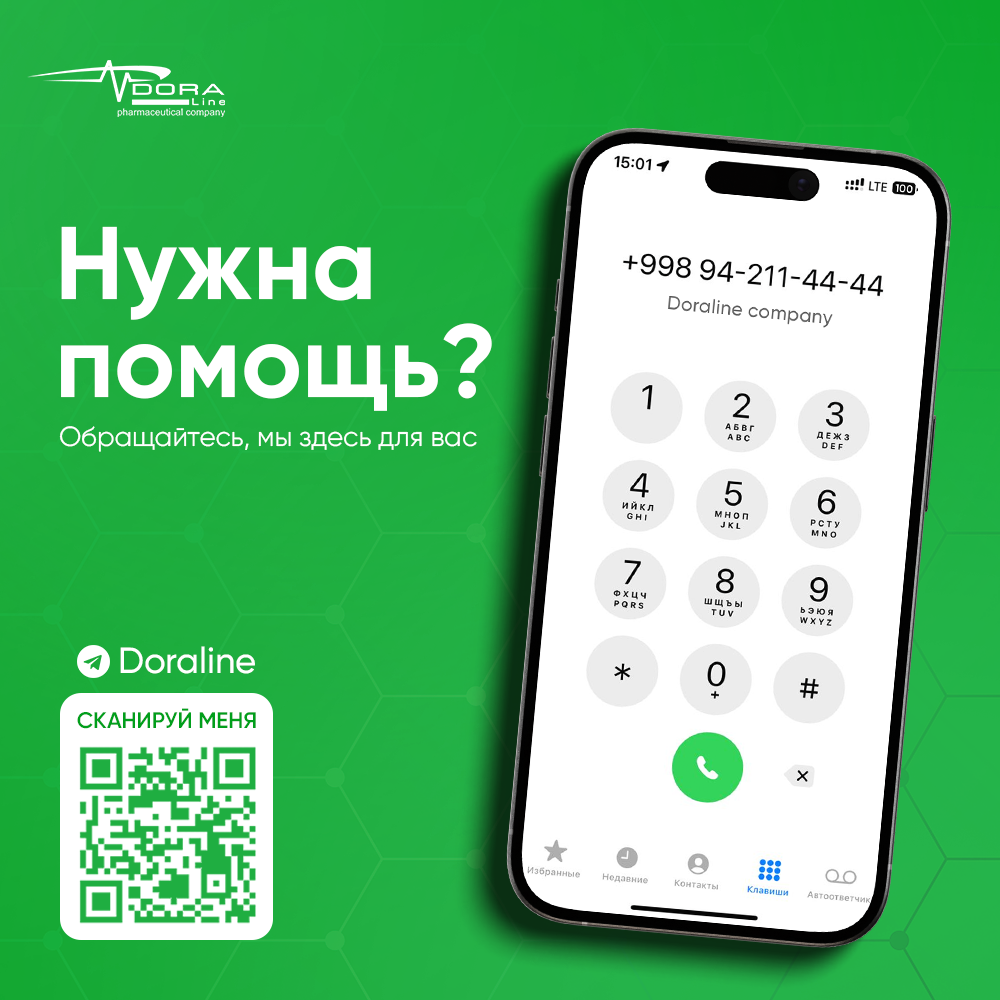 DORA
Line
pharmaceutical company
Нужна
помощь?
Обращайтесь, мы здесь для вас
Doraline
СКАНИРУЙ МЕНЯ
15:01
LTE 100
+998 94-211-44-44
Doraline company
1
2
АБВГ
ABC
3
ДЕЖЗ
DEF
4
ИЙКЛ
GHI
5
МНОП
JKL
6
РСТУ
MNO
7
ФХЦЧ
PQRS
8
ШЩЪЫ
TUV
9
ЬЭЮЯ
WXYZ
*
0
+
#
Избранные Недавние Контакты Клавиши Автоответчик